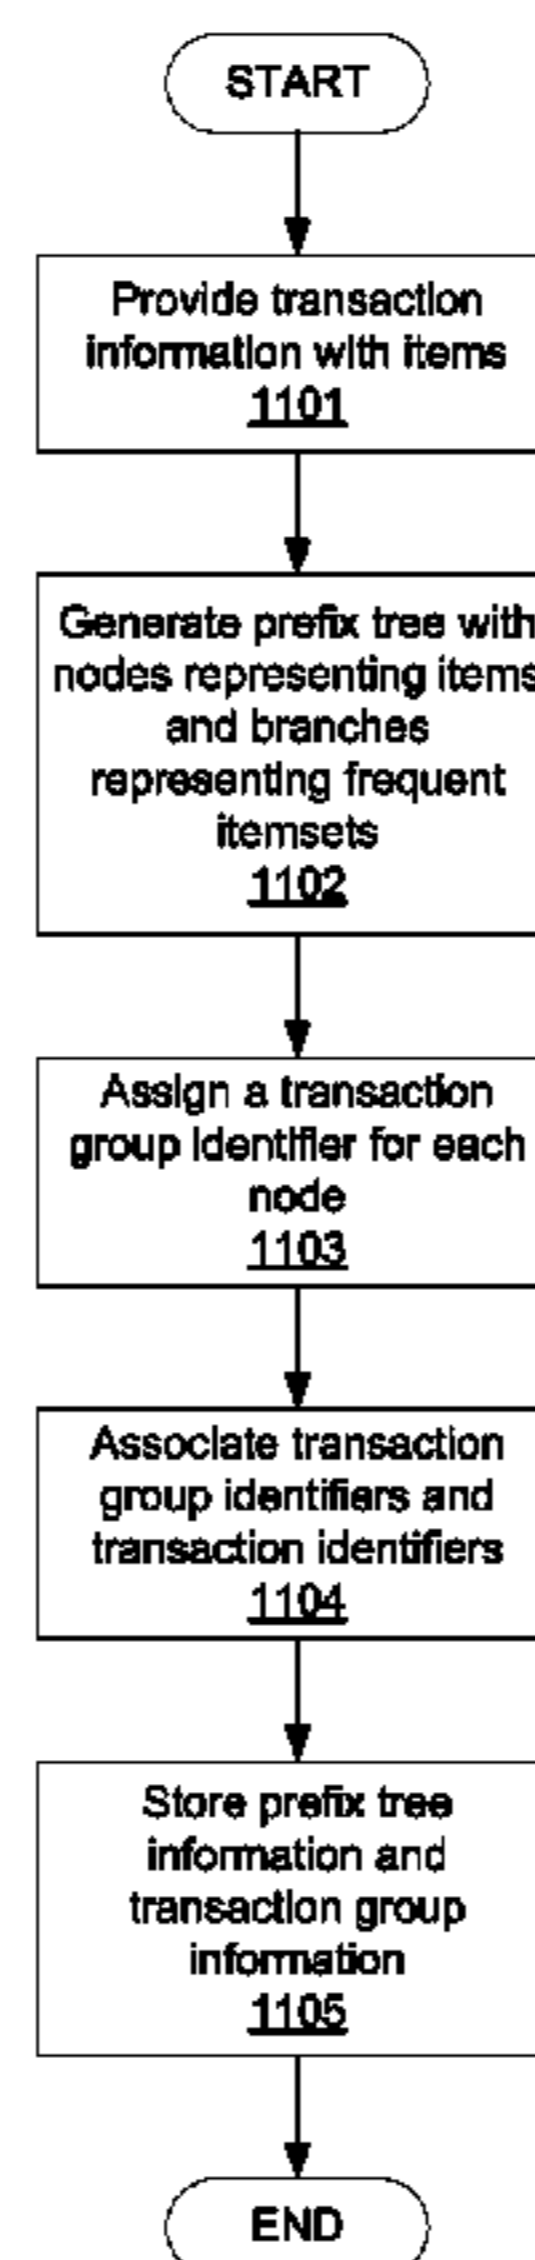 START
Provide transaction
information with items
1101
Generate prefix tree with
nodes representing items
and branches
representing frequent
itemsets
1102
Assign a transaction
group identifier for each
node
1103
Associate transaction
group identifiers and
transaction identifiers
1104
Store prefix tree
information and
transaction group
information
1105
END